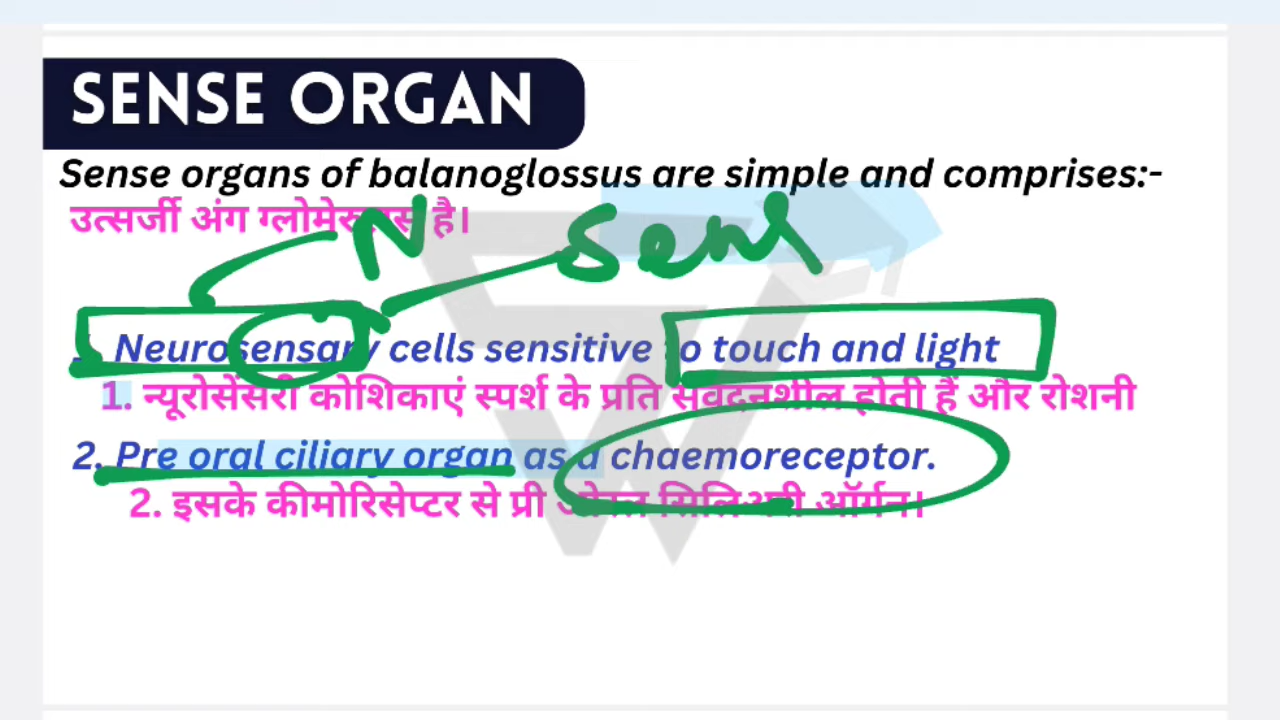 SENSE ORGAN
Sense organs of balanoglossus are simple and comprises:-
उत्सर्जी अंग ग्लोमेरुलस है।
N Sens
1. Neurosensary cells sensitive to touch and light
1. न्यूरोसेंसरी कोशिकाएं स्पर्श के प्रति संवेदनशील होती हैं और रोशनी
2. Pre oral ciliary organ as a chaemoreceptor.
2. इसके कीमोरिसेप्टर से प्री ओरल सिलिअरी ऑर्गन।